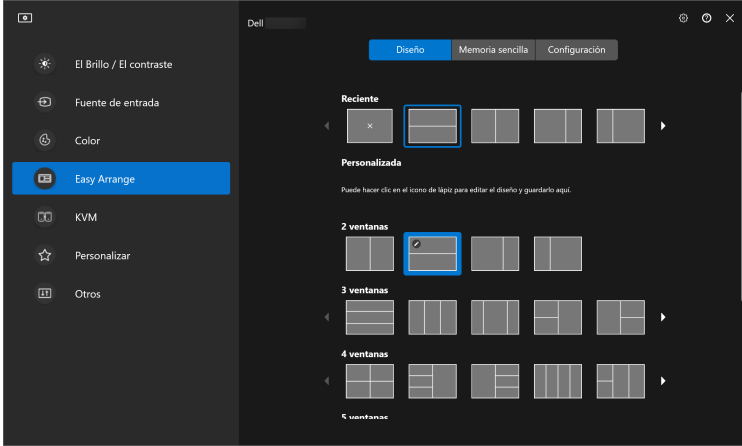 Dell
Diseño
Memoria sencilla
Configuración
El Brillo / El contraste
Fuente de entrada
Color
Easy Arrange
KVM
Personalizar
Otros
Reciente
Personalizada
Puede hacer clic en el icono de lápiz para editar el diseño y guardarlo aquí.
2 ventanas
3 ventanas
4 ventanas
5 ventanas